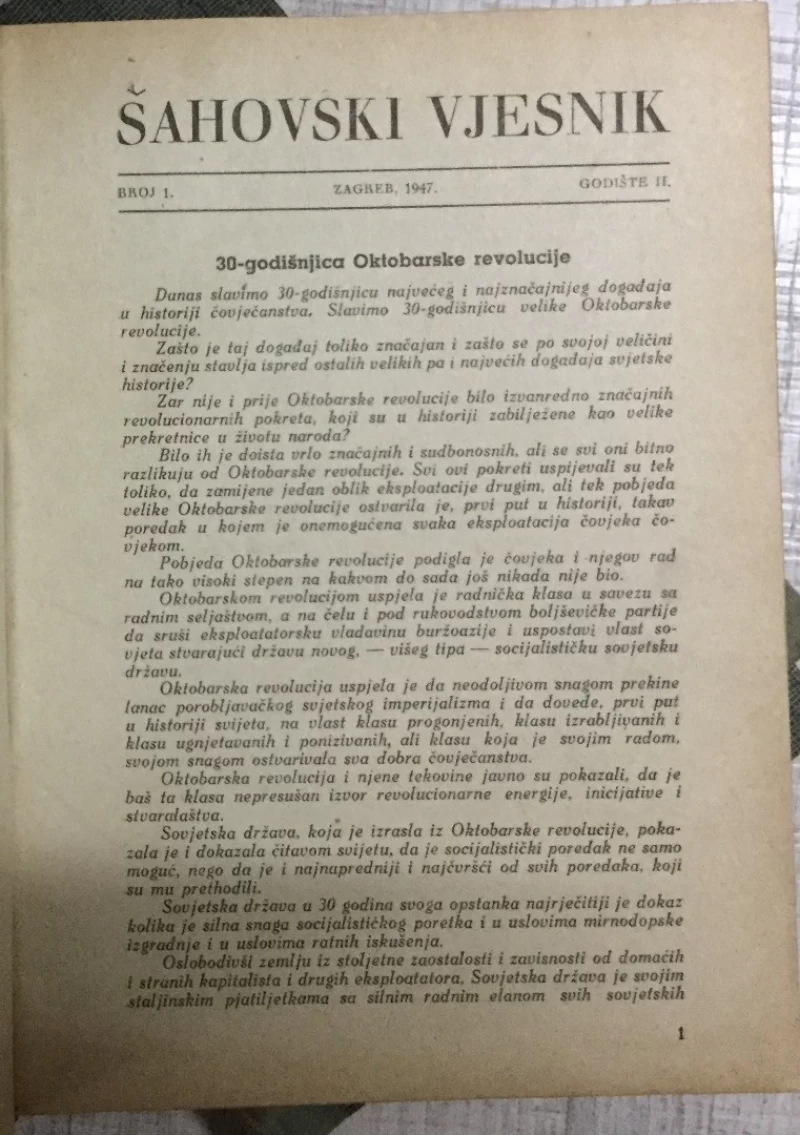 ŠAHOVSKI VJESNIK
BROJ 1. ZAGREB, 1947. GODIŠTE II.
30-godišnjica Oktobarske revolucije
Danas slavimo 30-godišnjicu najvećeg i najznačajnijeg događaja
u historiji čovječanstva. Slavimo 30-godišnjicu velike Oktobarske
revolucije.
Zašto je taj događaj toliko značajan i zašto se po svojoj veličini
i značenju stavlja ispred ostalih velikih pa i najvećih događaja svjetske
historije?
Zar nije i prije Oktobarske revolucije bilo izvanredno značajnih
revolucionarnih pokreta, koji su u historiji zabilježene kao velike
prekretnice u životu naroda?
Bilo ih je doista vrlo značajnih i sudbonosnih, ali se svi oni bitno
razlikuju od Oktobarske revolucije. Svi ovi pokreti uspijevali su tek
toliko, da zamijene jedan oblik eksploatacije drugim, ali tek pobjeda
velike Oktobarske revolucije ostvarila je, prvi put u historiji, takav
poredak u kojem je onemogućena svaka eksploatacija čovjeka čo-
vjekom.
Pobjeda Oktobarske revolucije podigla je čovjeka i njegov rad
na tako visoki stepen na kakvom do sada još nikada nije bio.
Oktobarskom revolucijom uspjela je radnička klasa u savezu sa
radnim seljaštvom, a na čelu i pod rukovodstvom boljševičke partije
da sruši eksploatatorsku vladavinu buržoazije i uspostavi vlast so-
vjeta stvarajući državu novog, — višeg tipa — socijalističku sovjetsku
državu.
Oktobarska revolucija uspjela je da neodoljivom snagom prekine
lanac porobljavačkog svjetskog imperijalizma i da dovede, prvi put
u historiji svijeta, na vlast klasu progonjenih, klasu izrabljivanih i
klasu ugnjetavanih i ponizivanih, ali klasu koja je svojim radom,
svojom snagom ostvarivala sva dobra čovječanstva.
Oktobarska revolucija i njene tekovine javno su pokazali, da je
baš ta klasa nepresušan izvor revolucionarne energije, inicijative i
stvaralaštva.
Sovjetska država, koja je izrasla iz Oktobarske revolucije, poka-
zala je i dokazala čitavom svijetu, da je socijalistički poredak ne samo
moguć, nego da je i najnapredniji i najčvršći od svih poredaka, koji
su mu prethodili.
Sovjetska država u 30 godina svoga opstanka najrječitiji je dokaz
kolika je silna snaga socijalističkog poretka i u uslovima mirnodopske
izgradnje i u uslovima ratnih iskušenja.
Oslobodivši zemlju iz stoljetne zaostalosti i zavisnosti od domaćih
i stranih kapitalista i drugih eksploatatora, Sovjetska država je svojim
staljinskim pjatiljetkama sa silnim radnim elanom svih sovjetskih
1